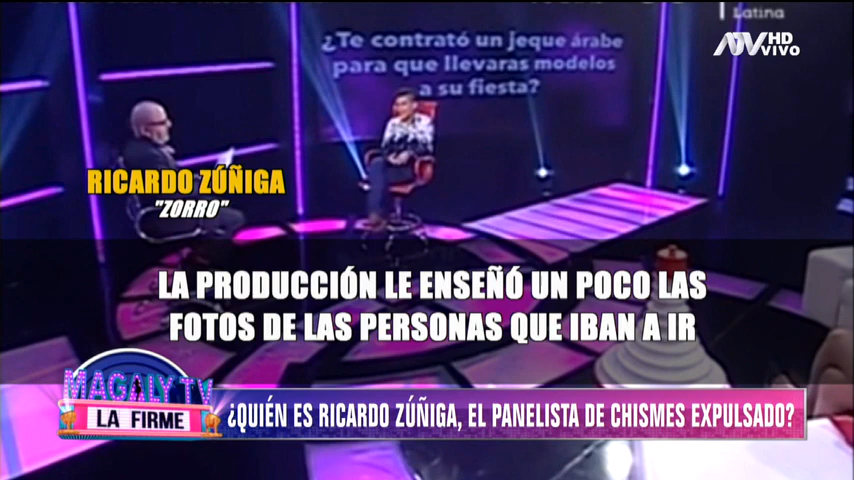 Latina
ATV HD
VIVO
¿Te contrató un jeque árabe
para que llevaras modelos
a su fiesta?
RICARDO ZÚÑIGA
"ZORRO"
LA PRODUCCIÓN LE ENSEÑÓ UN POCO LAS
FOTOS DE LAS PERSONAS QUE IBAN A IR
MAGALY TV
LA FIRME
¿QUIÉN ES RICARDO ZÚÑIGA, EL PANELISTA DE CHISMES EXPULSADO?